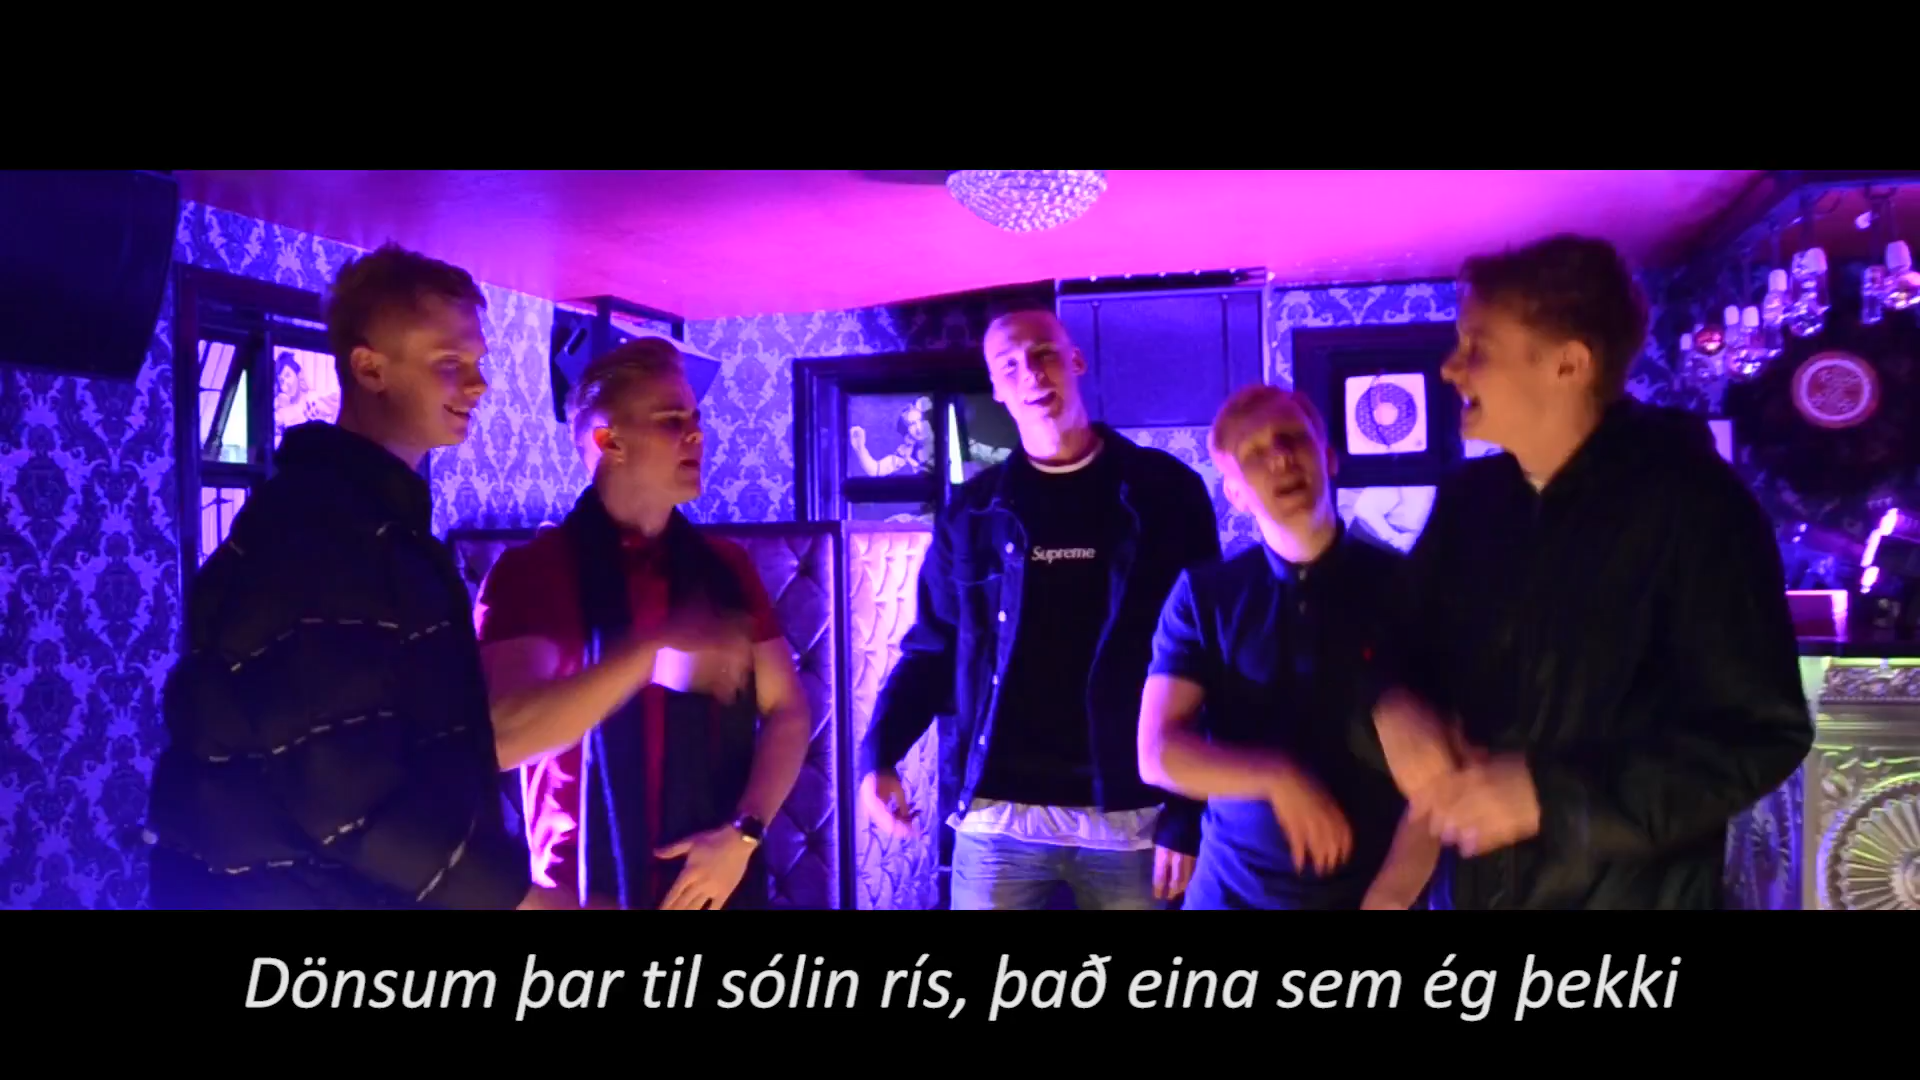 Supreme
Dönsum þar til sólin rís, það eina sem ég þekki